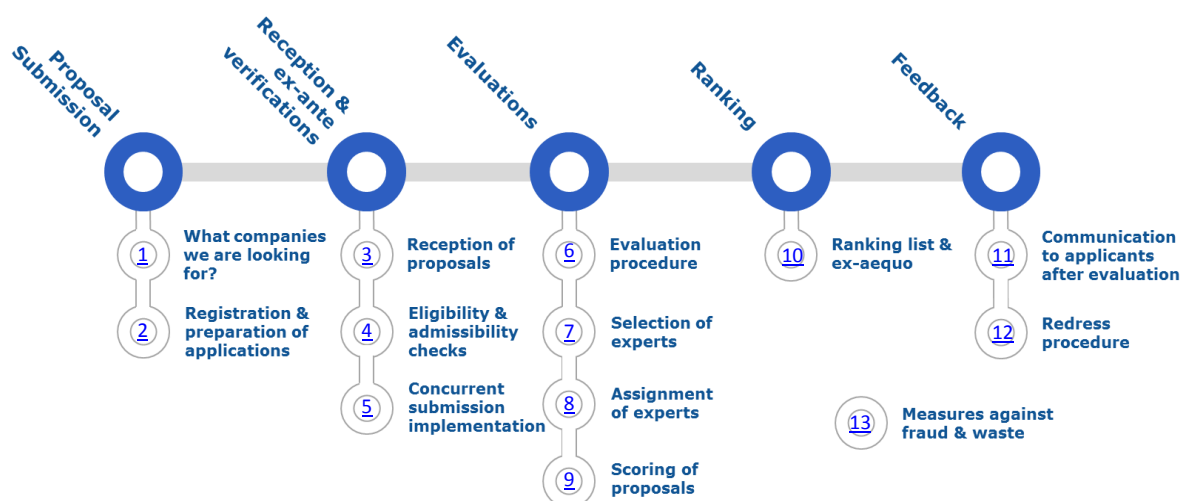 Proposal
Submission
Reception &
ex-ante
verifications
Evaluations
Ranking
Feedback
1
What companies
we are looking
for?
2
Registration &
preparation of
applications
3
Reception of
proposals
4
Eligibility &
admissibility
checks
5
Concurrent
submission
implementation
6
Evaluation
procedure
7
Selection of
experts
8
Assignment
of experts
9
Scoring of
proposals
10
Ranking list &
ex-aequo
11
Communication
to applicants
after evaluation
12
Redress
procedure
13
Measures against
fraud & waste